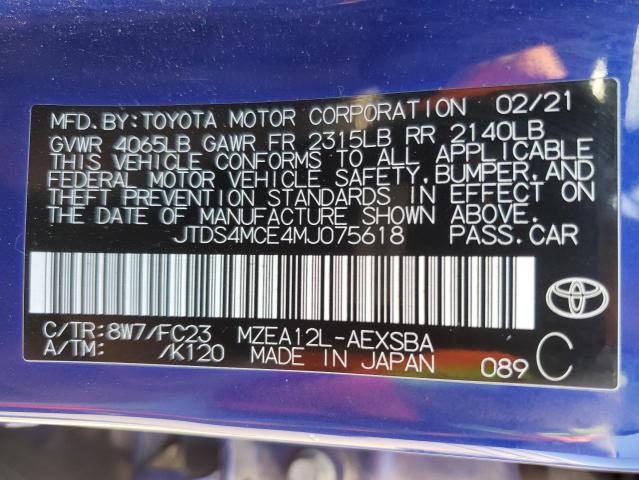 MFD. BY: TOYOTA MOTOR CORPORATION 02/21
GVWR 4065LB GAWR FR 2315LB RR 2140LB
THIS VEHICLE CONFORMS TO ALL APPLICABLE
FEDERAL MOTOR VEHICLE SAFETY, BUMPER, AND
THEFT PREVENTION STANDARDS IN EFFECT ON
THE DATE OF MANUFACTURE SHOWN ABOVE.
JTDS4MCE4MJ075618 PASS. CAR
C/TR: 8W7/FC23 MZEA12L-AEXSBA
A/TM: /K120 MADE IN JAPAN 089 C